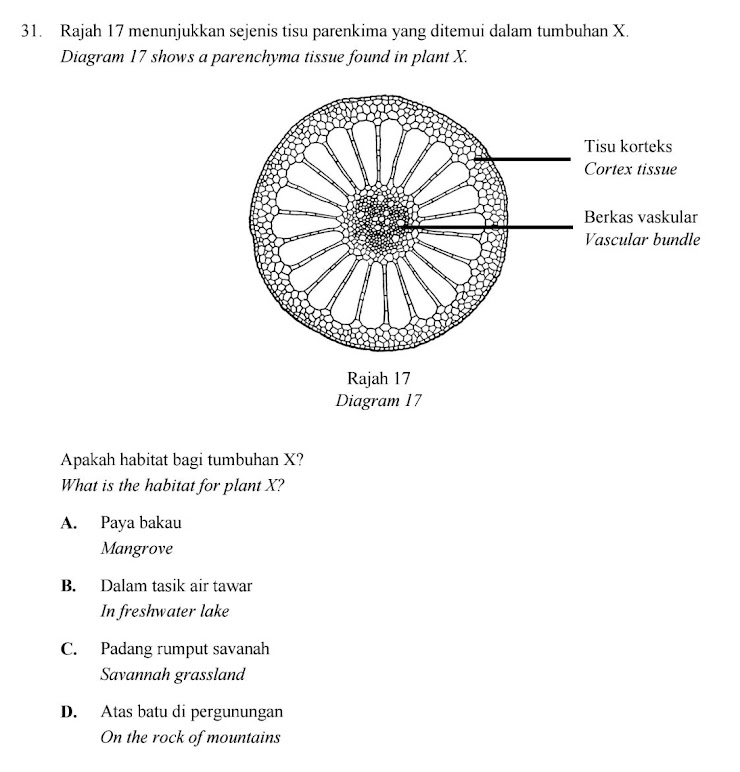 31. Rajah 17 menunjukkan sejenis tisu parenkima yang ditemui dalam tumbuhan X.
Diagram 17 shows a parenchyma tissue found in plant X.
Tisu korteks
Cortex tissue
Berkas vaskular
Vascular bundle
Rajah 17
Diagram 17
Apakah habitat bagi tumbuhan X?
What is the habitat for plant X?
A. Paya bakau
Mangrove
B. Dalam tasik air tawar
In freshwater lake
C. Padang rumput savanah
Savannah grassland
D. Atas batu di pergunungan
On the rock of mountains